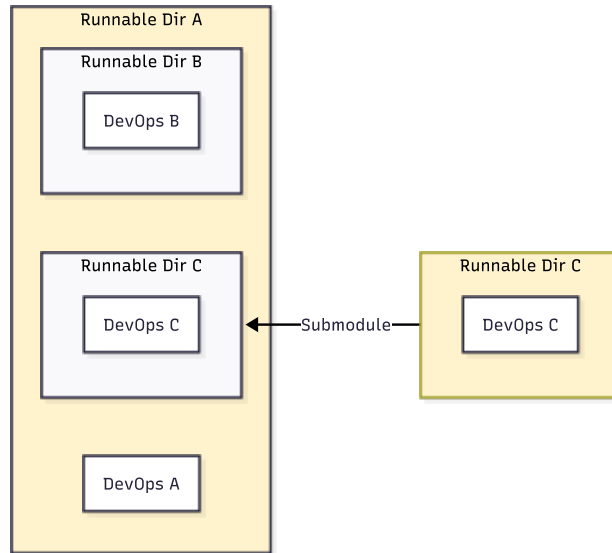 Runnable Dir A
Runnable Dir B
DevOps B
Runnable Dir C
DevOps C
Submodule
Runnable Dir C
DevOps C
DevOps A